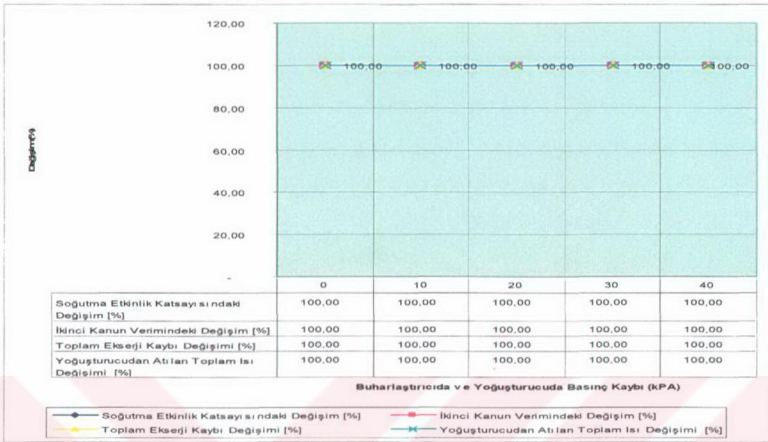 120,00
100,00
80,00
60,00
40,00
20,00
-
Değişim%
100,00 100,00 100,00 100,00 100,00
0 10 20 30 40
Soğutma Etkinlik Katsayısındaki Değişim [%] 100,00 100,00 100,00 100,00 100,00
İkinci Kanun Verimindeki Değişim [%] 100,00 100,00 100,00 100,00 100,00
Toplam Ekserji Kaybı Değişimi [%] 100,00 100,00 100,00 100,00 100,00
Yoğuşturucudan Atılan Toplam Isı Değişimi [%] 100,00 100,00 100,00 100,00 100,00
Buharlaştırıcıda ve Yoğuşturucuda Basınç Kaybı (kPA)
Soğutma Etkinlik Katsayısındaki Değişim [%] İkinci Kanun Verimindeki Değişim [%]
Toplam Ekserji Kaybı Değişimi [%] Yoğuşturucudan Atılan Toplam Isı Değişimi [%]